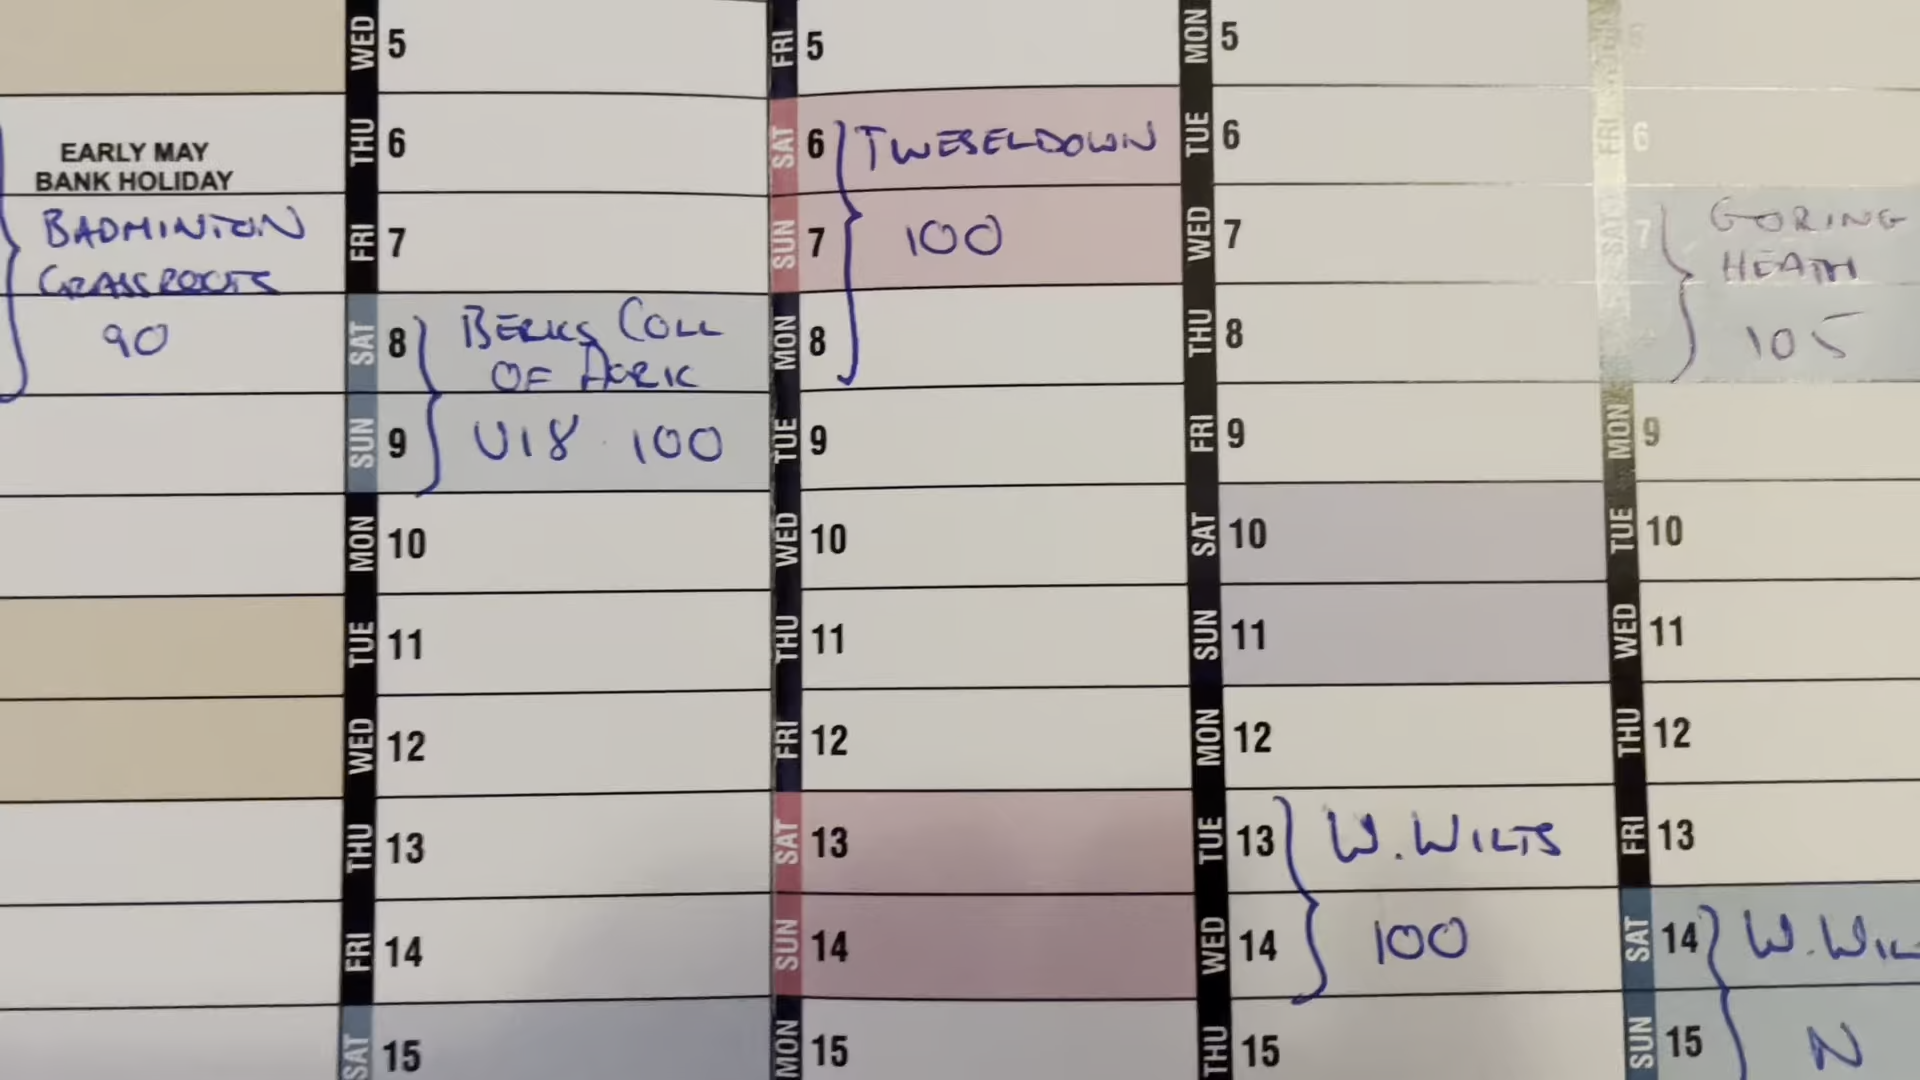 EARLY MAY
BANK HOLIDAY
BADMINTON
GRASSROOTS
90
WED 5
THU 6
FRI 7
SAT 8 BERKS COLL
OF AGRIC
SUN 9 U18 100
MON 10
TUE 11
WED 12
THU 13
FRI 14
SAT 15
FRI 5
SAT 6 TWESELDOWN
SUN 7 100
MON 8
TUE 9
WED 10
THU 11
FRI 12
SAT 13
SUN 14
MON 15
MON 5
TUE 6
WED 7
THU 8
FRI 9
SAT 10
SUN 11
MON 12
TUE 13 W. WILTS
WED 14 100
THU 15
FRI 6
SAT 7 GORING
HEATH
105
MON 9
TUE 10
WED 11
THU 12
FRI 13
SAT 14 W. WIL
SUN 15 N